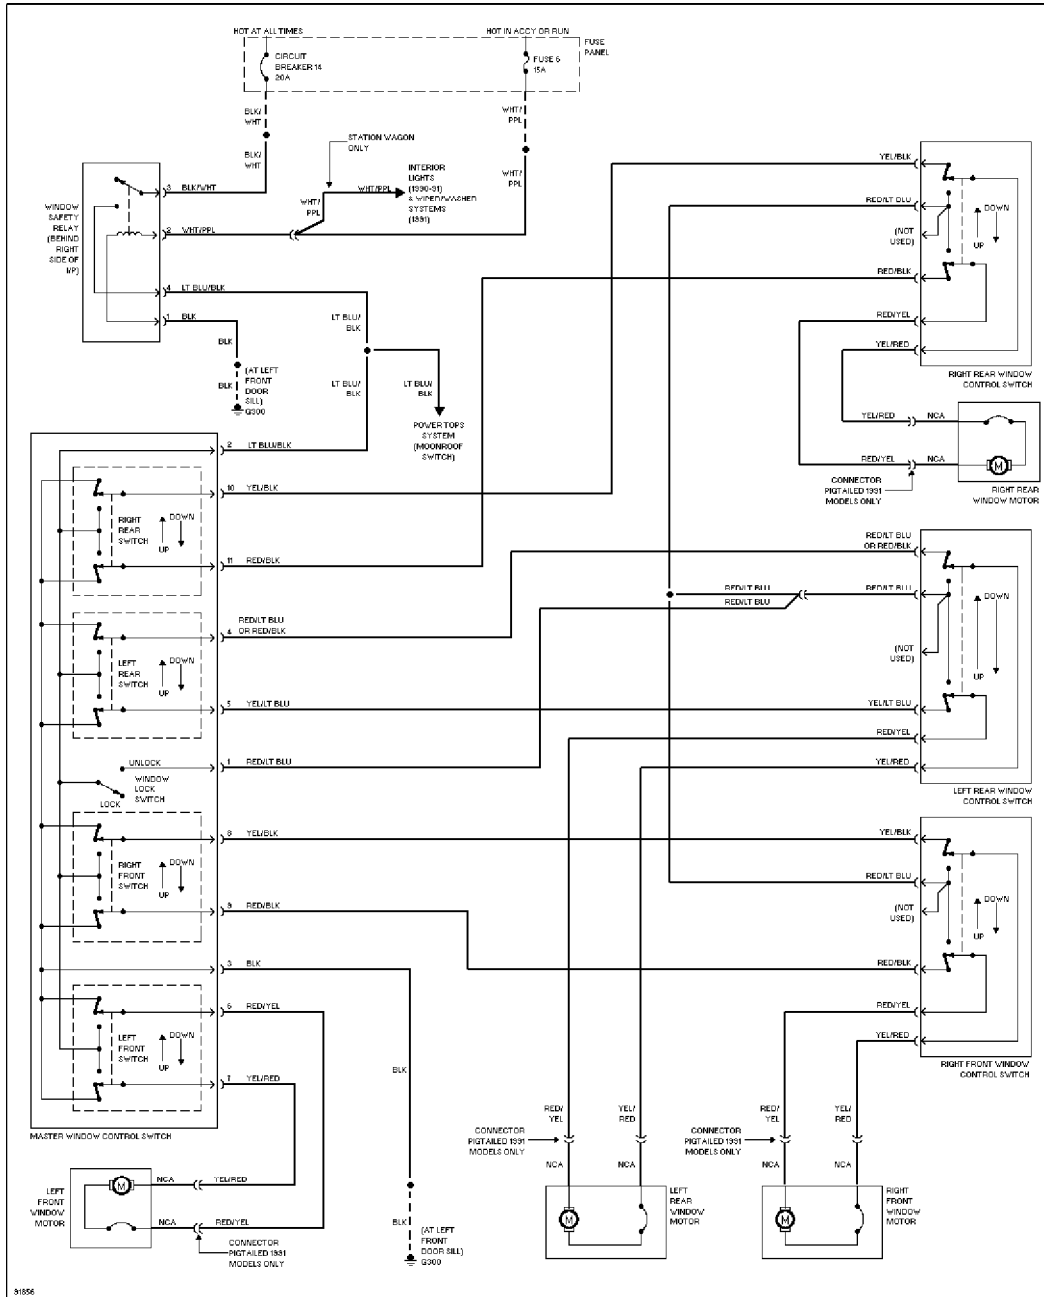 HOT AT ALL TIMES
HOT IN ACCY OR RUN
FUSE
PANEL
CIRCUIT
BREAKER 14
20A
FUSE 6
15A
BLK/
WHT
WHT/
PPL
STATION WAGON
ONLY
BLK/
WHT
INTERIOR
LIGHTS
(1990-91)
& WIPER/WASHER
SYSTEMS
(1991)
WHT/
PPL
YEL/BLK
3 BLK/WHT
WHT/PPL
WHT/
PPL
RED/LT BLU
WINDOW
SAFETY
RELAY
(BEHIND
RIGHT
SIDE OF
I/P)
2 WHT/PPL
(NOT
USED)
DOWN
UP
RED/BLK
4 LT BLU/BLK
1 BLK
LT BLU/
BLK
RED/YEL
BLK
YEL/RED
(AT LEFT
FRONT
DOOR
SILL)
G300
BLK
LT BLU/
BLK
LT BLU/
BLK
RIGHT REAR WINDOW
CONTROL SWITCH
POWER TOPS
SYSTEM
(MOONROOF
SWITCH)
YEL/RED
NCA
RED/YEL
NCA
M
CONNECTOR
PIGTAILED 1991
MODELS ONLY
RIGHT REAR
WINDOW MOTOR
2 LT BLU/BLK
10 YEL/BLK
RIGHT
REAR
SWITCH
DOWN
UP
11 RED/BLK
RED/LT BLU
OR RED/BLK
RED/LT BLU
RED/LT BLU
RED/LT BLU
DOWN
UP
(NOT
USED)
RED/LT BLU
4 OR RED/BLK
LEFT
REAR
SWITCH
DOWN
UP
5 YEL/LT BLU
YEL/LT BLU
RED/YEL
YEL/RED
UNLOCK
1 RED/LT BLU
WINDOW
LOCK
SWITCH
LOCK
LEFT REAR WINDOW
CONTROL SWITCH
8 YEL/BLK
YEL/BLK
RIGHT
FRONT
SWITCH
DOWN
UP
RED/LT BLU
9 RED/BLK
(NOT
USED)
DOWN
UP
3 BLK
RED/BLK
6 RED/YEL
RED/YEL
LEFT
FRONT
SWITCH
DOWN
UP
YEL/RED
RIGHT FRONT WINDOW
CONTROL SWITCH
7 YEL/RED
BLK
MASTER WINDOW CONTROL SWITCH
RED/
YEL
YEL/
RED
RED/
YEL
YEL/
RED
CONNECTOR
PIGTAILED 1991
MODELS ONLY
CONNECTOR
PIGTAILED 1991
MODELS ONLY
NCA
NCA
NCA
NCA
LEFT
FRONT
WINDOW
MOTOR
M
NCA
YEL/RED
NCA
RED/YEL
CONNECTOR
PIGTAILED 1991
MODELS ONLY
BLK
(AT LEFT
FRONT
DOOR SILL)
G300
M
LEFT
REAR
WINDOW
MOTOR
M
RIGHT
FRONT
WINDOW
MOTOR
91856